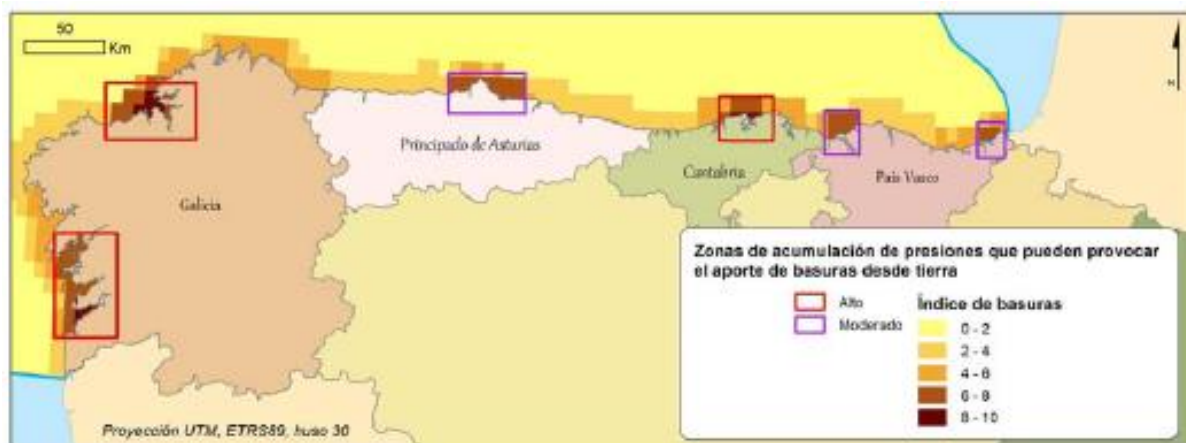 50
Km
N
Principado de Asturias
Cantabria
País Vasco
Galicia
Zonas de acumulación de presiones que pueden provocar
el aporte de basuras desde tierra
Alto
Moderado
Índice de basuras
0 - 2
2 - 4
4 - 6
6 - 8
8 - 10
Proyección UTM, ETRS89, huso 30